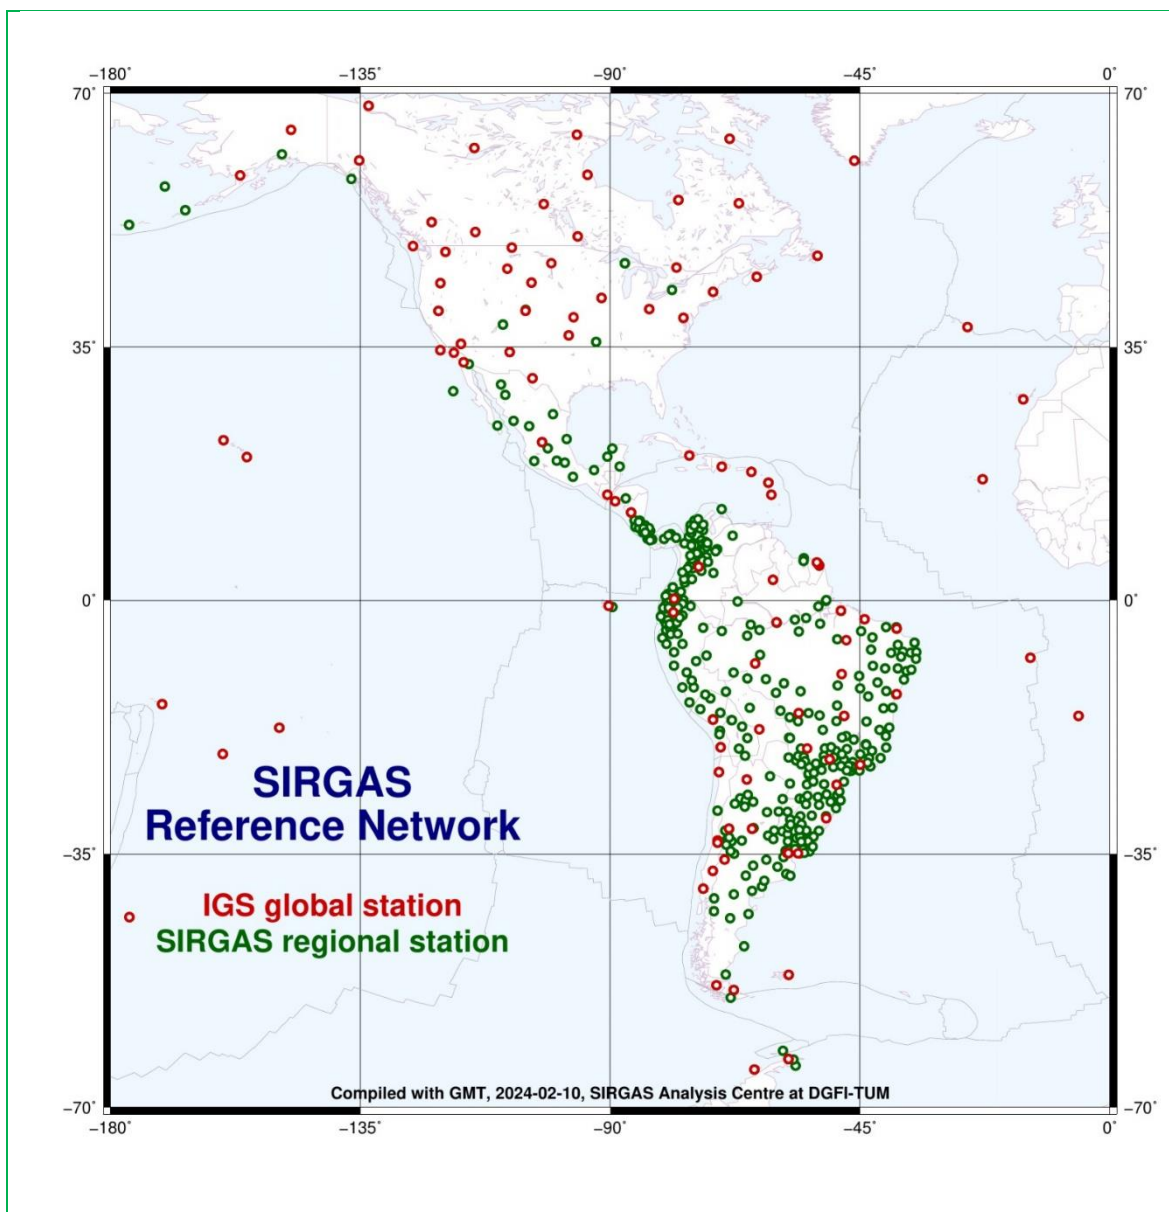 −180° −135° −90° −45° 0°
70° 70°
35° 35°
0° 0°
SIRGAS
Reference Network
−35° −35°
IGS global station
SIRGAS regional station
Compiled with GMT, 2024-02-10, SIRGAS Analysis Centre at DGFI-TUM
−70° −70°
−180° −135° −90° −45° 0°